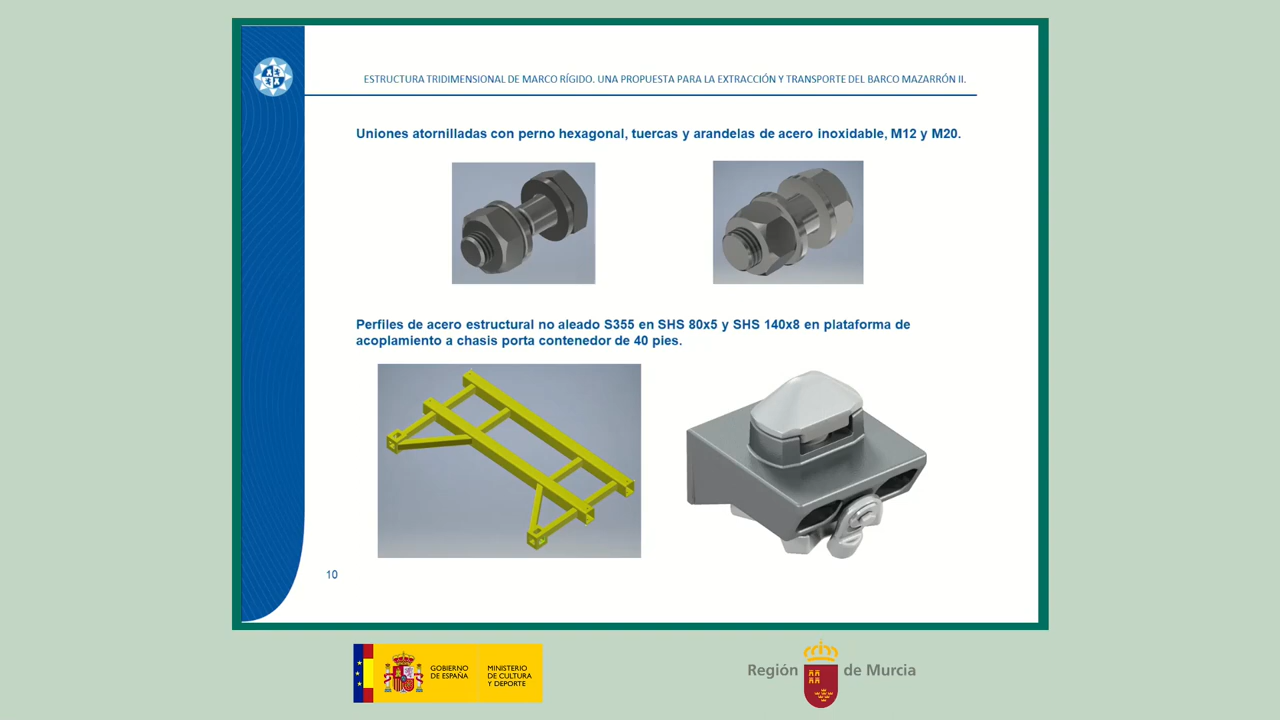 ESTRUCTURA TRIDIMENSIONAL DE MARCO RÍGIDO. UNA PROPUESTA PARA LA EXTRACCIÓN Y TRANSPORTE DEL BARCO MAZARRÓN II.
Uniones atornilladas con perno hexagonal, tuercas y arandelas de acero inoxidable, M12 y M20.
Perfiles de acero estructural no aleado S355 en SHS 80x5 y SHS 140x8 en plataforma de
acoplamiento a chasis porta contenedor de 40 pies.
10
GOBIERNO
DE ESPAÑA
MINISTERIO
DE CULTURA
Y DEPORTE
Región de Murcia